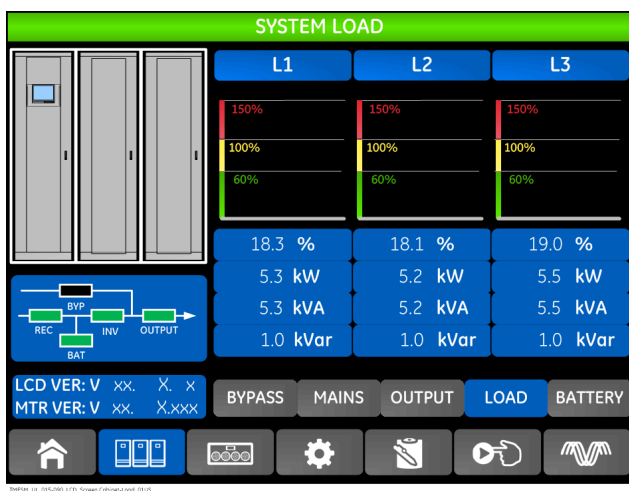 SYSTEM LOAD
L1 L2 L3
150% 150% 150%
100% 100% 100%
60% 60% 60%
18.3 % 18.1 % 19.0 %
5.3 kW 5.2 kW 5.5 kW
5.3 kVA 5.2 kVA 5.5 kVA
1.0 kVar 1.0 kVar 1.0 kVar
BYP
REC INV OUTPUT
BAT
LCD VER: V xx. X. x
MTR VER: V xx. X.xxx
BYPASS MAINS OUTPUT LOAD BATTERY